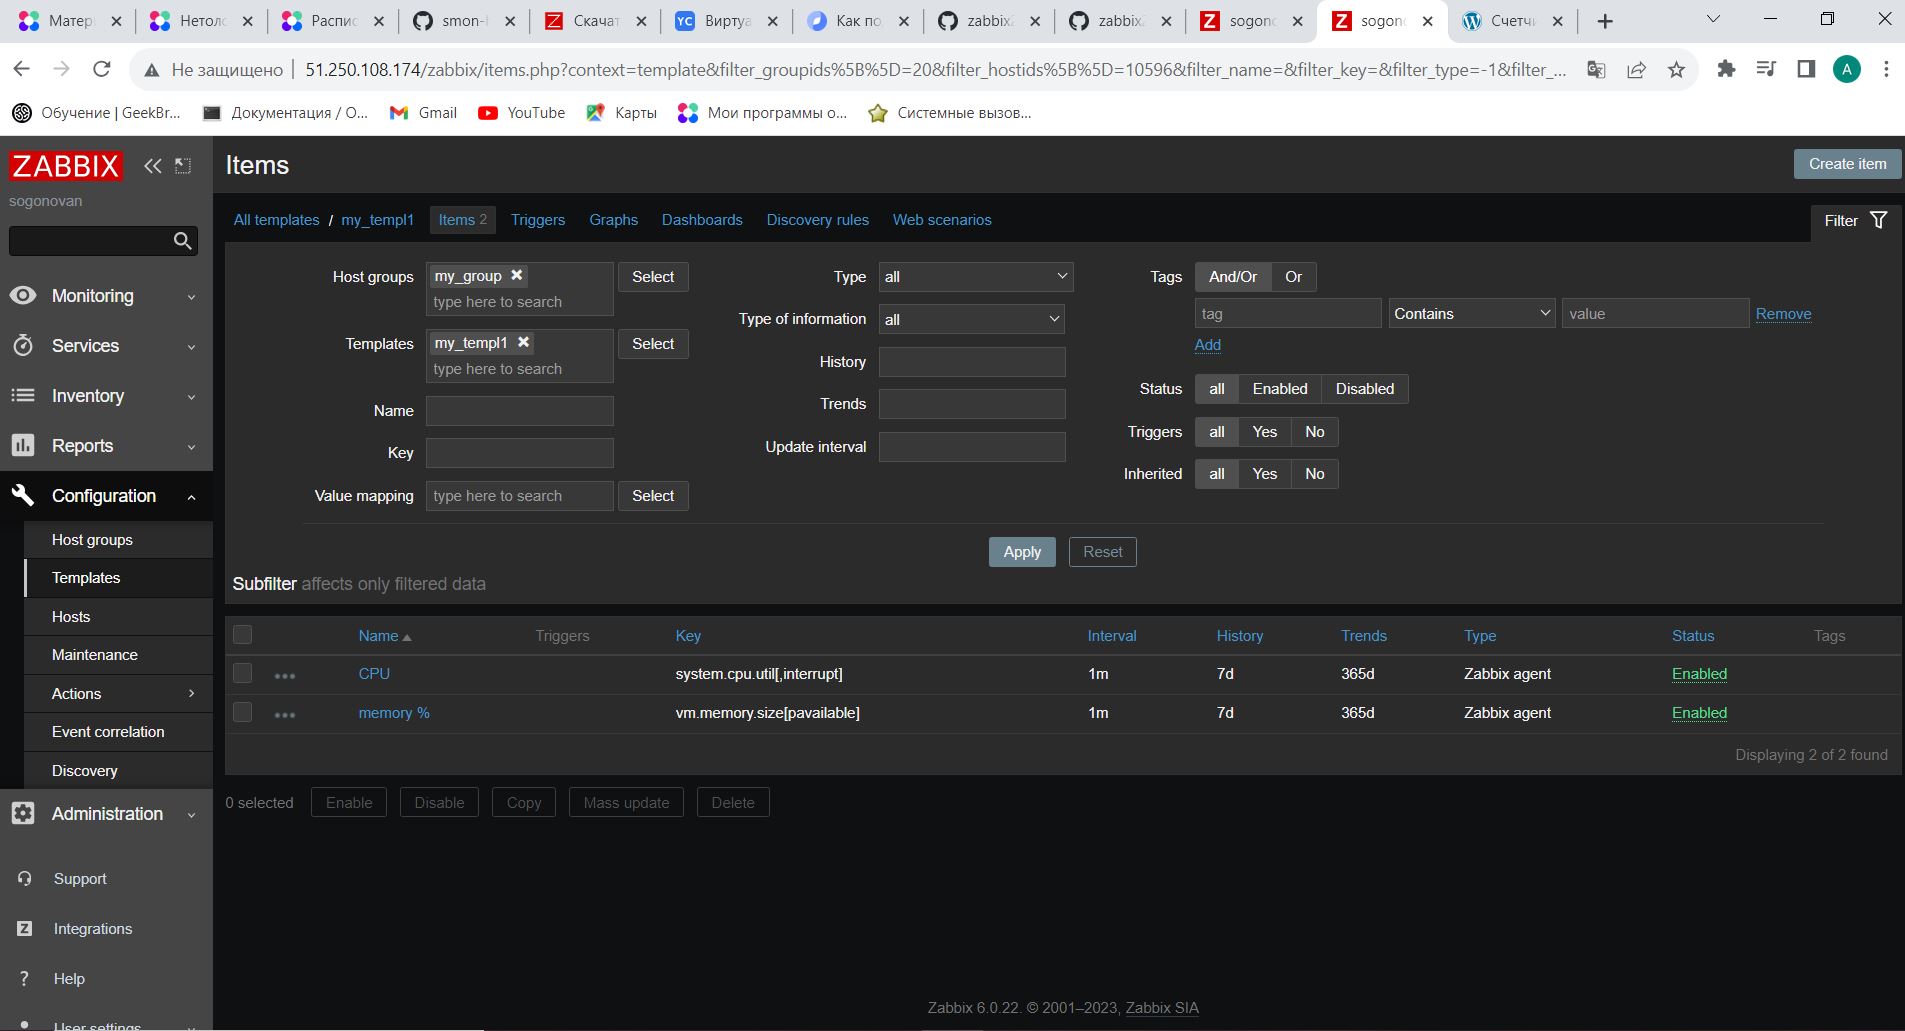 Матери
Нетоло
Распис
smon-h
Скачат
YC Виртуа
Как по
zabbix2
zabbix2
Z sogono
Z sogono
Счетчи
Не защищено 51.250.108.174/zabbix/items.php?context=template&filter_groupids%5B%5D=20&filter_hostids%5B%5D=10596&filter_name=&filter_key=&filter_type=-1&filter_...
A
Обучение | GeekBr...
Документация / О...
Gmail
YouTube
Карты
Мои программы о...
Системные вызов...
ZABBIX
sogonovan
Monitoring
Services
Inventory
Reports
Configuration
Host groups
Templates
Hosts
Maintenance
Actions
Event correlation
Discovery
Administration
Support
Z Integrations
? Help
User settings
Items
Create item
All templates / my_templ1 Items 2 Triggers Graphs Dashboards Discovery rules Web scenarios
Filter
Host groups my_group
type here to search
Select
Templates my_templ1
type here to search
Select
Name
Key
Value mapping type here to search Select
Type all
Type of information all
History
Trends
Update interval
Tags And/Or Or
tag Contains value Remove
Add
Status all Enabled Disabled
Triggers all Yes No
Inherited all Yes No
Apply Reset
Subfilter affects only filtered data
Name Triggers Key Interval History Trends Type Status Tags
CPU system.cpu.util[,interrupt] 1m 7d 365d Zabbix agent Enabled
memory % vm.memory.size[pavailable] 1m 7d 365d Zabbix agent Enabled
Displaying 2 of 2 found
0 selected Enable Disable Copy Mass update Delete
Zabbix 6.0.22. © 2001–2023, Zabbix SIA